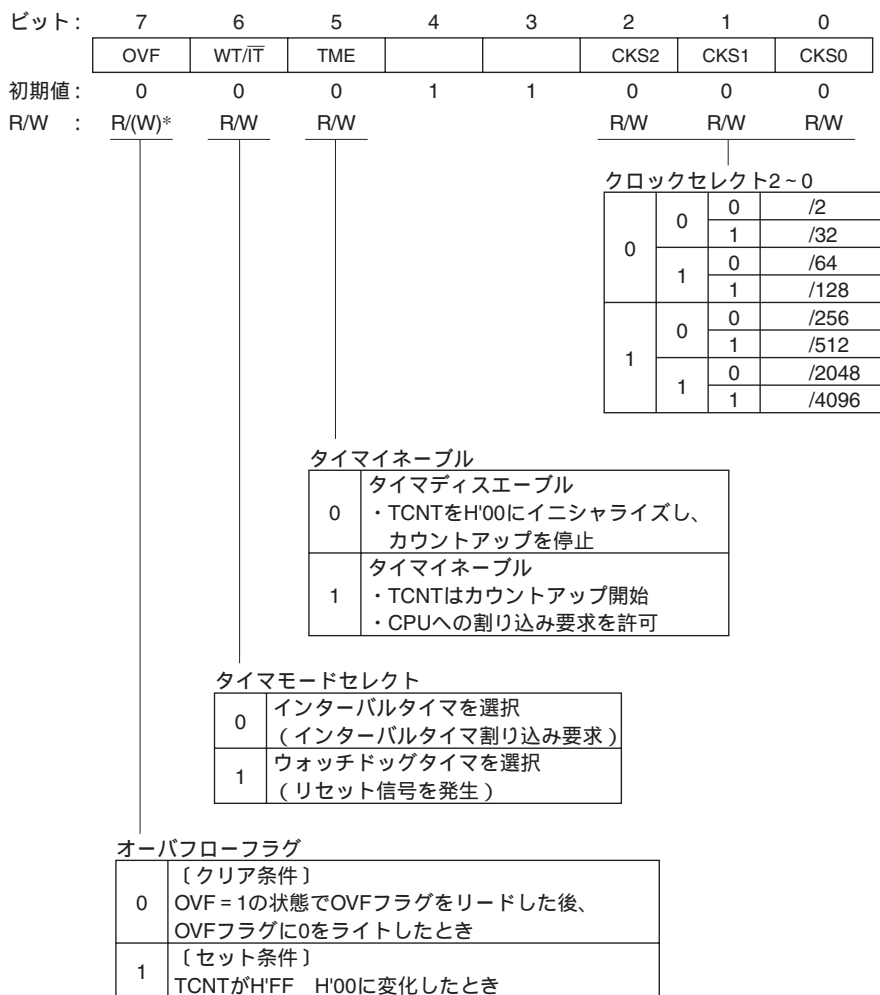 ビット: 7 6 5 4 3 2 1 0
OVF WT/I̅T̅ TME CKS2 CKS1 CKS0
初期値: 0 0 0 1 1 0 0 0
R/W : R/(W)* R/W R/W R/W R/W R/W
クロックセレクト2~0
0 0 0 /2
1 /32
1 0 /64
1 /128
1 0 0 /256
1 /512
1 0 /2048
1 /4096
タイマイネーブル
0 タイマディスエーブル
・TCNTをH'00にイニシャライズし、
カウントアップを停止
1 タイマイネーブル
・TCNTはカウントアップ開始
・CPUへの割り込み要求を許可
タイマモードセレクト
0 インターバルタイマを選択
(インターバルタイマ割り込み要求)
1 ウォッチドッグタイマを選択
(リセット信号を発生)
オーバフローフラグ
0 〔クリア条件〕
OVF = 1の状態でOVFフラグをリードした後、
OVFフラグに0をライトしたとき
1 〔セット条件〕
TCNTがH'FF H'00に変化したとき